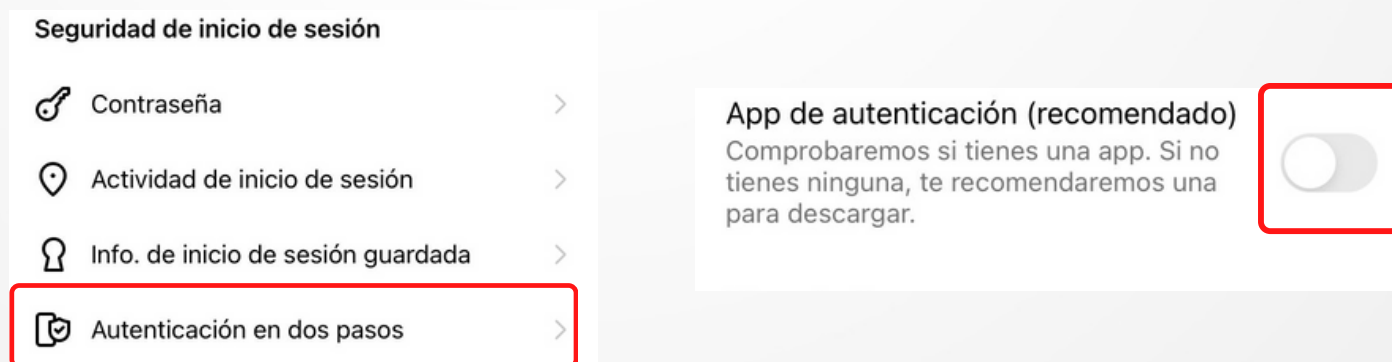 Seguridad de inicio de sesión
Contraseña
Actividad de inicio de sesión
Info. de inicio de sesión guardada
Autenticación en dos pasos
App de autenticación (recomendado)
Comprobaremos si tienes una app. Si no
tienes ninguna, te recomendaremos una
para descargar.